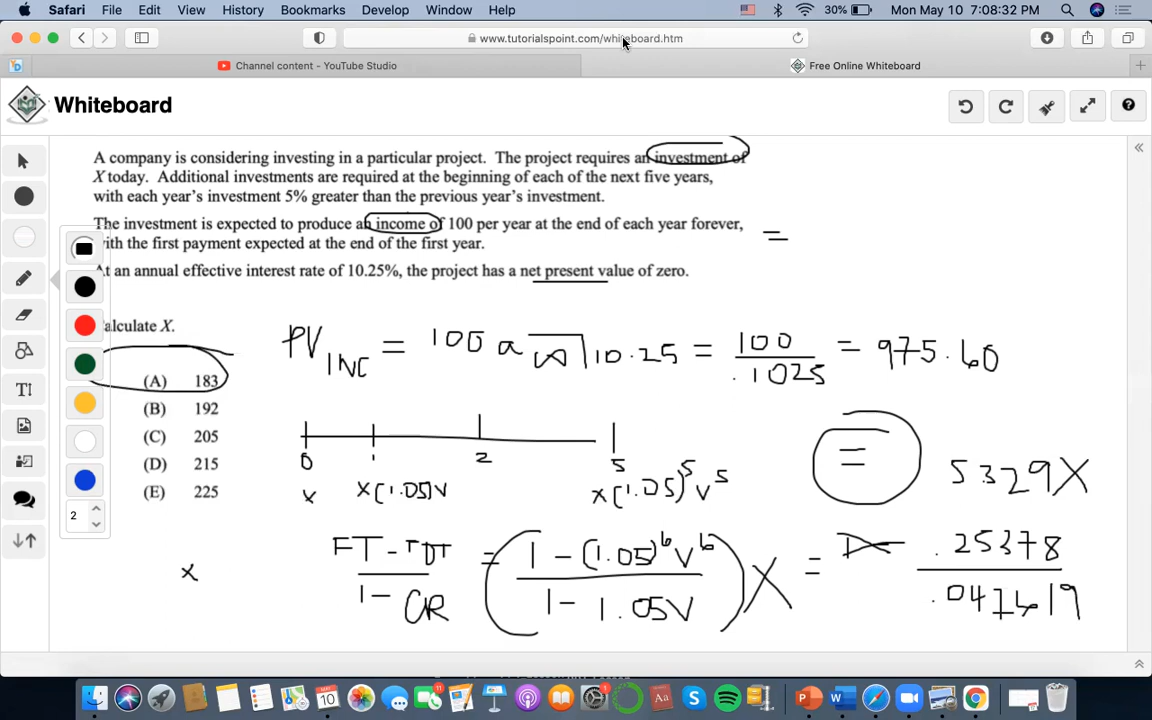 Safari File Edit View History Bookmarks Develop Window Help 30% Mon May 10 7:08:32 PM
www.tutorialspoint.com/whiteboard.htm
Channel content - YouTube Studio Free Online Whiteboard
Whiteboard
A company is considering investing in a particular project. The project requires an investment of
X today. Additional investments are required at the beginning of each of the next five years,
with each year's investment 5% greater than the previous year's investment.
The investment is expected to produce an income of 100 per year at the end of each year forever,
with the first payment expected at the end of the first year. =
At an annual effective interest rate of 10.25%, the project has a net present value of zero.
Calculate X.
PV INC = 100 a ∞ 10.25 = 100 / .1025 = 975.60
(A) 183
(B) 192
(C) 205
(D) 215
(E) 225
0 1 2 5
x x(1.05)v x(1.05)^5 v^5
= 5.329X
FT - FDT / 1 - CR = (1 - (1.05)^6 v^6 / 1 - 1.05v) X = .25378 / .047619
x
2
11
10